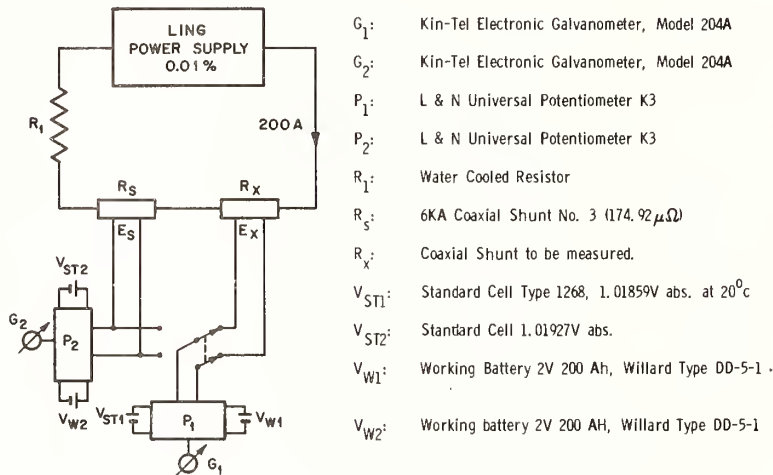 LING
POWER SUPPLY
0.01%
R1
200A
RS
RX
ES
EX
VST2
G2
P2
VW2
VST1
P1
VW1
G1
G1: Kin-Tel Electronic Galvanometer, Model 204A
G2: Kin-Tel Electronic Galvanometer, Model 204A
P1: L & N Universal Potentiometer K3
P2: L & N Universal Potentiometer K3
R1: Water Cooled Resistor
Rs: 6KA Coaxial Shunt No. 3 (174.92μΩ)
Rx: Coaxial Shunt to be measured.
VST1: Standard Cell Type 1268, 1.01859V abs. at 20°c
VST2: Standard Cell 1.01927V abs.
VW1: Working Battery 2V 200 Ah, Willard Type DD-5-1 .
VW2: Working battery 2V 200 AH, Willard Type DD-5-1